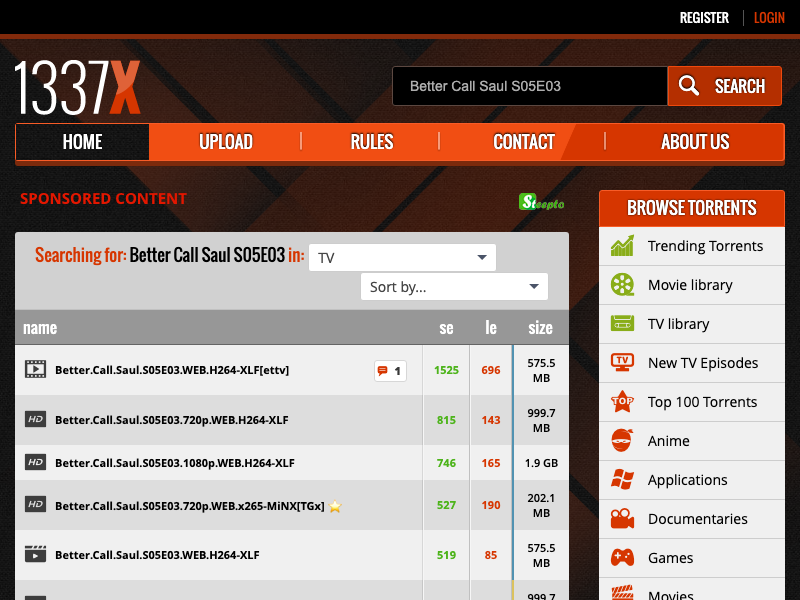 REGISTER
LOGIN
1337X
Better Call Saul S05E03
SEARCH
HOME
UPLOAD
RULES
CONTACT
ABOUT US
SPONSORED CONTENT
Steepto
BROWSE TORRENTS
Searching for: Better Call Saul S05E03 in: TV
Sort by...
name se le size
Better.Call.Saul.S05E03.WEB.H264-XLF[ettv] 1 1525 696 575.5 MB
HD Better.Call.Saul.S05E03.720p.WEB.H264-XLF 815 143 999.7 MB
HD Better.Call.Saul.S05E03.1080p.WEB.H264-XLF 746 165 1.9 GB
HD Better.Call.Saul.S05E03.720p.WEB.x265-MiNX[TGx] 527 190 202.1 MB
Better.Call.Saul.S05E03.WEB.H264-XLF 519 85 575.5 MB
999.7
Trending Torrents
Movie library
TV library
TV New TV Episodes
TOP Top 100 Torrents
Anime
Applications
Documentaries
Games
Movies